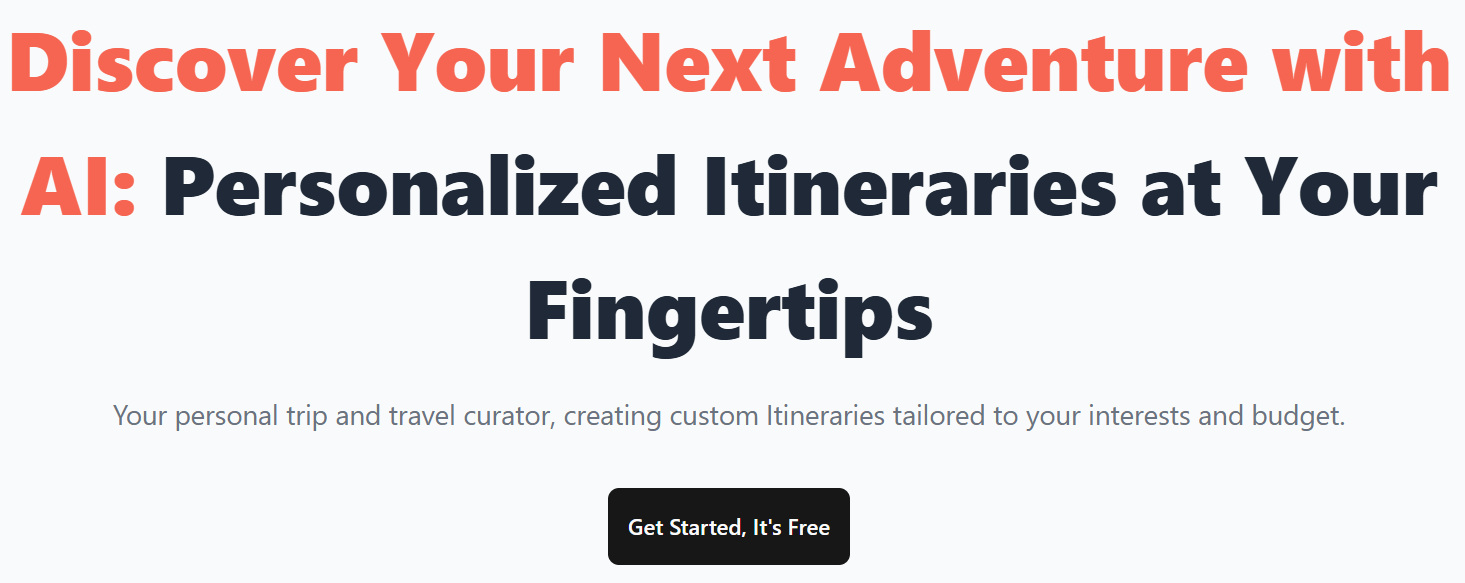 Discover Your Next Adventure with
AI: Personalized Itineraries at Your
Fingertips
Your personal trip and travel curator, creating custom Itineraries tailored to your interests and budget.
Get Started, It's Free